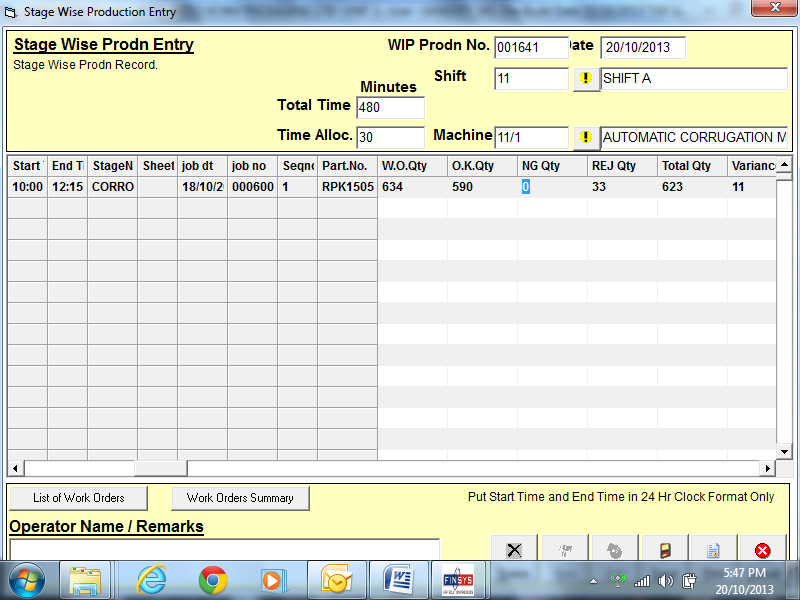 Stage Wise Production Entry
Stage Wise Prodn Entry
Stage Wise Prodn Record.
WIP Prodn No. 001641 Date 20/10/2013
Shift 11 ! SHIFT A
Minutes
Total Time 480
Time Alloc. 30 Machine 11/1 ! AUTOMATIC CORRUGATION M
Start End T StageN Sheet job dt job no Seqno Part.No. W.O.Qty O.K.Qty NG Qty REJ Qty Total Qty Varianc
10:00 12:15 CORRO 18/10/2 000600 1 RPK1505 634 590 0 33 623 11
List of Work Orders Work Orders Summary Put Start Time and End Time in 24 Hr Clock Format Only
Operator Name / Remarks
FINSYS
5:47 PM
20/10/2013